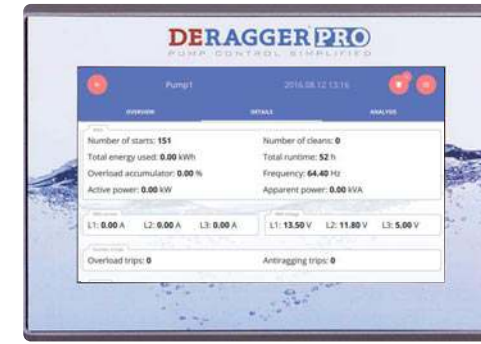 DERAGGER PRO
PUMP CONTROL SIMPLIFIED
Pump1 2016.08.12 13:16
OVERVIEW DETAILS ANALYSIS
Number of starts: 151 Number of cleans: 0
Total energy used: 0.00 kWh Total runtime: 52 h
Overload accumulator: 0.00 % Frequency: 64.40 Hz
Active power: 0.00 kW Apparent power: 0.00 kVA
L1: 0.00 A L2: 0.00 A L3: 0.00 A L1: 13.50 V L2: 11.80 V L3: 5.00 V
Overload trips: 0 Antiragging trips: 0